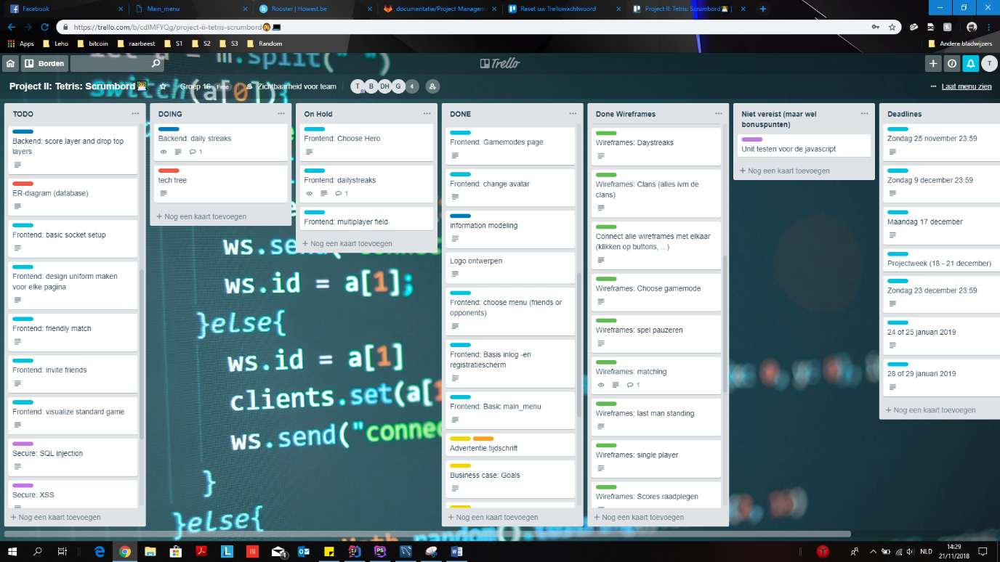 Facebook
Main_menu
Rooster | Howest.be
documentatie/Project Managem
Reset uw Trellowachtwoord
Project II: Tetris: Scrumbord
https://trello.com/b/cdIMFYQg/project-ii-tetris-scrumbord
Apps
Leho
bitcoin
raarbeest
S1
S2
S3
Random
Andere bladwijzers
Borden
Trello
T
Project II: Tetris: Scrumbord
Groep 16
Free
Zichtbaarheid voor team
T
B
DH
G
4
Laat menu zien
TODO
Backend: score layer and drop top
layers
ER-diagram (database)
Frontend: basic socket setup
Frontend: design uniform maken
voor elke pagina
Frontend: friendly match
Frontend: invite friends
Frontend: visualize standard game
Secure: SQL injection
Secure: XSS
+ Nog een kaart toevoegen
DOING
Backend: daily streaks
1
tech tree
+ Nog een kaart toevoegen
On Hold
Frontend: Choose Hero
Frontend: dailystreaks
1
Frontend: multiplayer field
+ Nog een kaart toevoegen
DONE
Frontend: Gamemodes page
Frontend: change avatar
Information modeling
Logo ontwerpen
Frontend: choose menu (friends or
opponents)
Frontend: Basis inlog -en
registratiescherm
Frontend: Basic main_menu
Advertentie tijdschrift
Business case: Goals
+ Nog een kaart toevoegen
Done Wireframes
Wireframes: Daystreaks
Wireframes: Clans (alles ivm de
clans)
Connect alle wireframes met elkaar
(klikken op buttons, ...)
Wireframes: Choose gamemode
Wireframes: spel pauzeren
Wireframes: matching
1
Wireframes: last man standing
Wireframes: single player
Wireframes: Scores raadplegen
+ Nog een kaart toevoegen
Niet vereist (maar wel
bonuspunten)
Unit testen voor de javascript
+ Nog een kaart toevoegen
Deadlines
Zondag 25 november 23:59
Zondag 9 december 23:59
Maandag 17 december
Projectweek (18 - 21 december)
Zondag 23 december 23:59
24 of 25 januari 2019
28 of 29 januari 2019
+ Nog een kaart toevoegen
m.split(" ")
switch(a[0]){
ws.send(
ws.id = a[1];
}else{
ws.id = a[1]
clients.set(a[1
ws.send("connec
}
}else{
NLD
14:29
21/11/2018